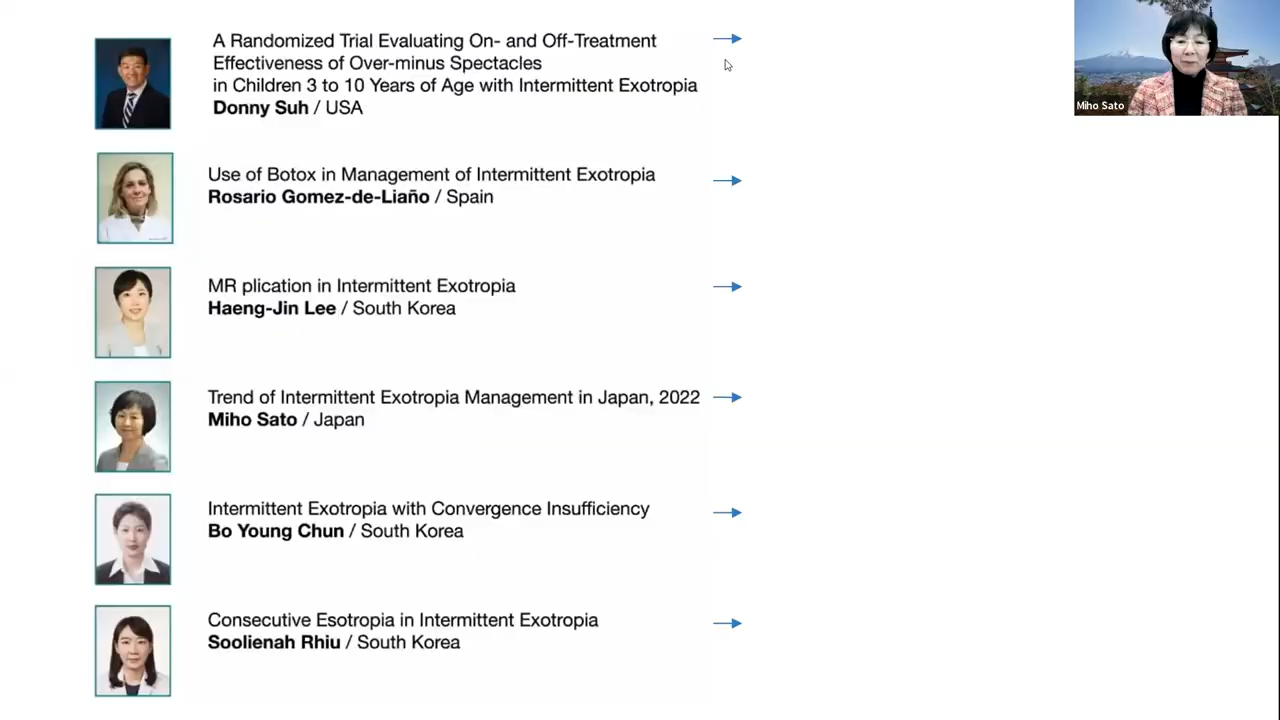 A Randomized Trial Evaluating On- and Off-Treatment
Effectiveness of Over-minus Spectacles
in Children 3 to 10 Years of Age with Intermittent Exotropia
Donny Suh / USA
Use of Botox in Management of Intermittent Exotropia
Rosario Gomez-de-Liaño / Spain
MR plication in Intermittent Exotropia
Haeng-Jin Lee / South Korea
Trend of Intermittent Exotropia Management in Japan, 2022
Miho Sato / Japan
Intermittent Exotropia with Convergence Insufficiency
Bo Young Chun / South Korea
Consecutive Esotropia in Intermittent Exotropia
Soolienah Rhiu / South Korea
Miho Sato